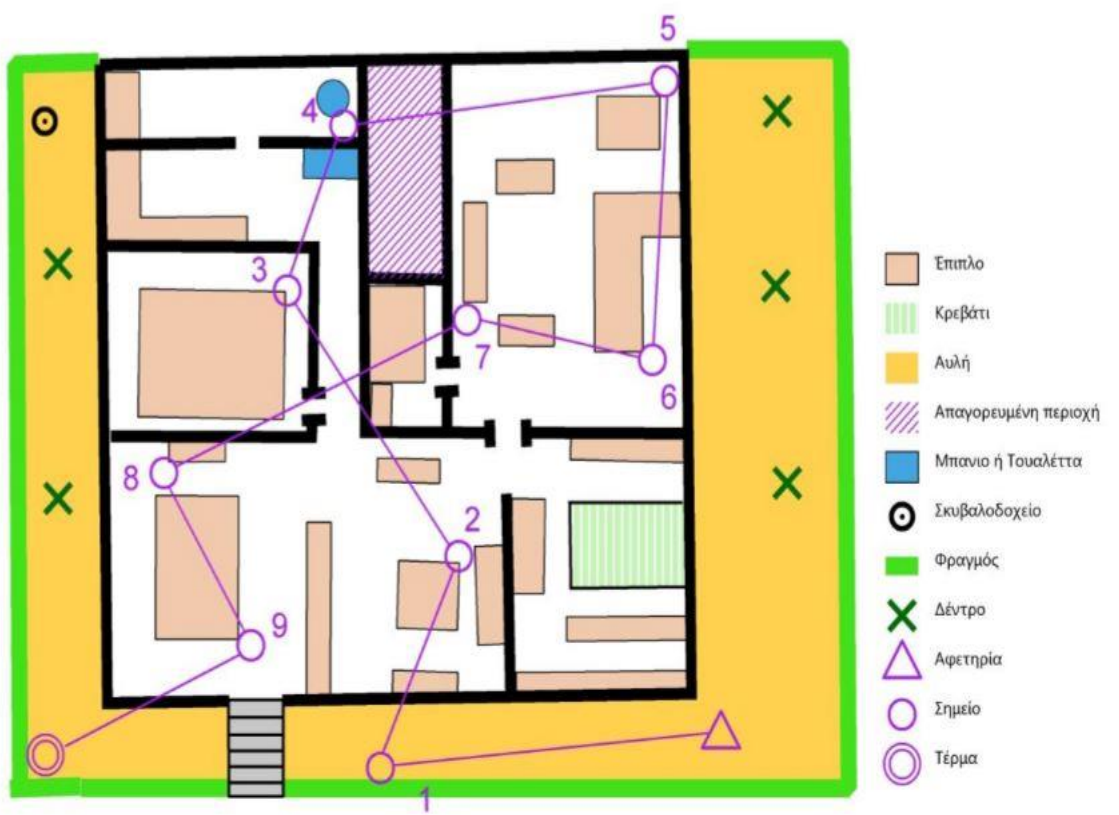 5
4
3
7
6
8
2
9
1
Έπιπλο
Κρεβάτι
Αυλή
Απαγορευμένη περιοχή
Μπανιο ή Τουαλέττα
Σκυβαλοδοχείο
Φραγμός
Δέντρο
Αφετηρία
Σημείο
Τέρμα